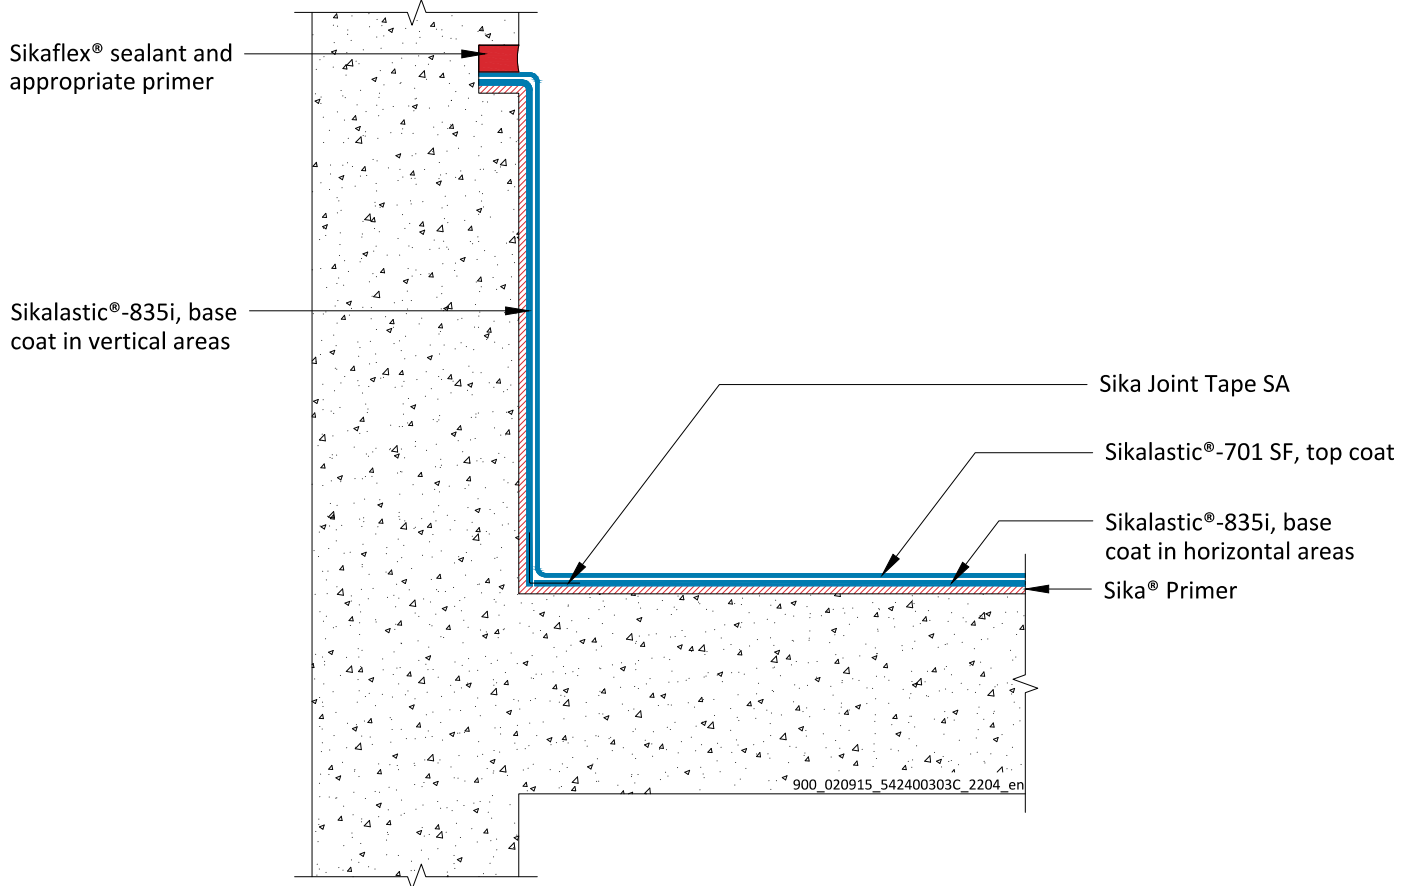 Sikaflex® sealant and
appropriate primer
Sikalastic®-835i, base
coat in vertical areas
Sika Joint Tape SA
Sikalastic®-701 SF, top coat
Sikalastic®-835i, base
coat in horizontal areas
Sika® Primer
900_020915_542400303C_2204_en